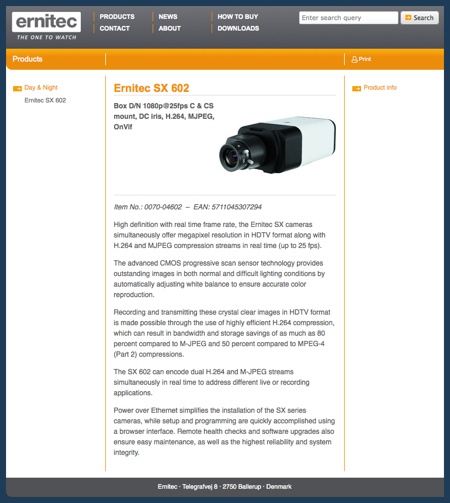 ernitec
THE ONE TO WATCH
PRODUCTS
CONTACT
NEWS
ABOUT
HOW TO BUY
DOWNLOADS
Enter search query
Search
Products
Print
Day & Night
Ernitec SX 602
Ernitec SX 602
Box D/N 1080p@25fps C & CS
mount, DC iris, H.264, MJPEG,
OnVif
Product info
Item No.: 0070-04602 – EAN: 5711045307294
High definition with real time frame rate, the Ernitec SX cameras
simultaneously offer megapixel resolution in HDTV format along with
H.264 and MJPEG compression streams in real time (up to 25 fps).
The advanced CMOS progressive scan sensor technology provides
outstanding images in both normal and difficult lighting conditions by
automatically adjusting white balance to ensure accurate color
reproduction.
Recording and transmitting these crystal clear images in HDTV format
is made possible through the use of highly efficient H.264 compression,
which can result in bandwidth and storage savings of as much as 80
percent compared to M-JPEG and 50 percent compared to MPEG-4
(Part 2) compressions.
The SX 602 can encode dual H.264 and M-JPEG streams
simultaneously in real time to address different live or recording
applications.
Power over Ethernet simplifies the installation of the SX series
cameras, while setup and programming are quickly accomplished using
a browser interface. Remote health checks and software upgrades also
ensure easy maintenance, as well as the highest reliability and system
integrity.
Ernitec - Telegrafvej 8 - 2750 Ballerup - Denmark